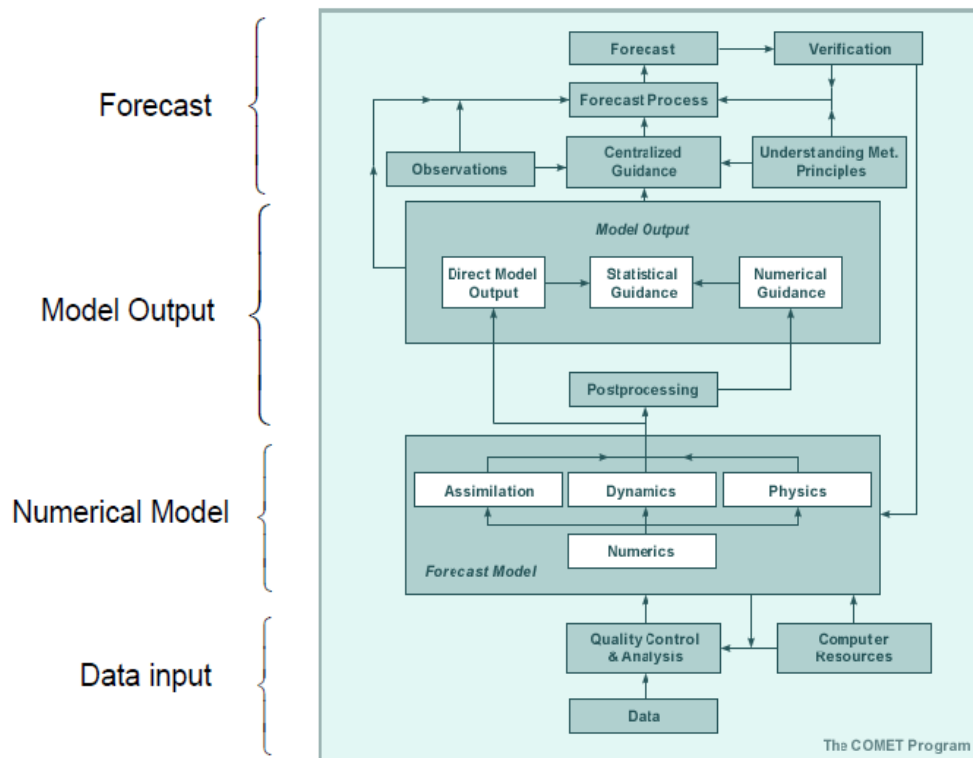 Forecast
Verification
Forecast
Forecast Process
Observations
Centralized
Guidance
Understanding Met.
Principles
Model Output
Model Output
Direct Model
Output
Statistical
Guidance
Numerical
Guidance
Postprocessing
Numerical Model
Assimilation
Dynamics
Physics
Numerics
Forecast Model
Data input
Quality Control
& Analysis
Computer
Resources
Data
The COMET Program